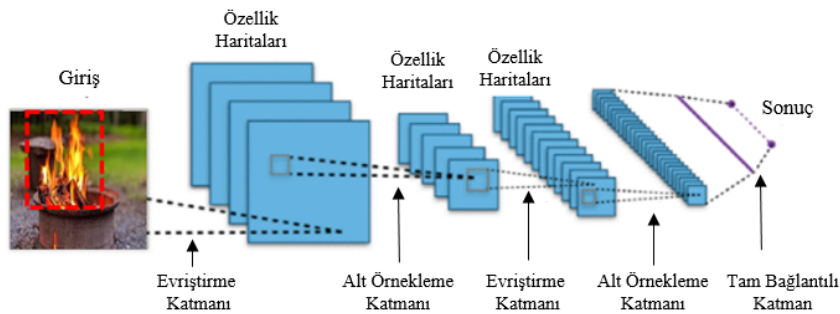 Özellik
Haritaları
Özellik
Haritaları
Özellik
Haritaları
Giriş
Sonuç
Evriştirme
Katmanı
Alt Örnekleme
Katmanı
Evriştirme
Katmanı
Alt Örnekleme
Katmanı
Tam Bağlantılı
Katman